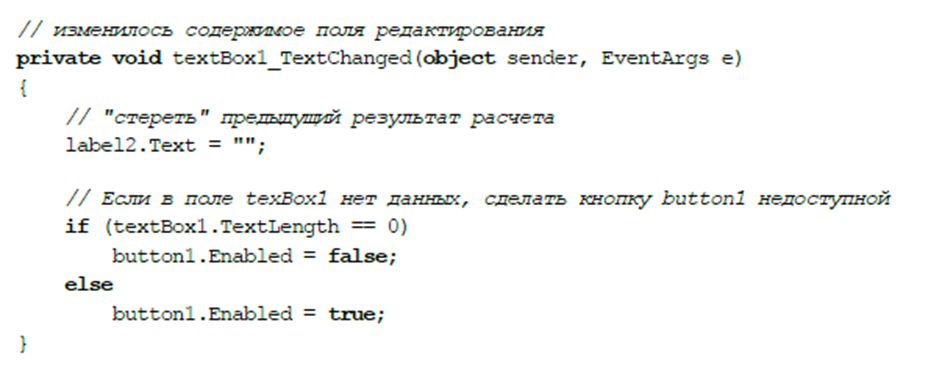 // изменилось содержимое поля редактирования
private void textBox1_TextChanged(object sender, EventArgs e)
{
// "стереть" предыдущий результат расчета
label2.Text = "";
// Если в поле texBox1 нет данных, сделать кнопку button1 недоступной
if (textBox1.TextLength == 0)
button1.Enabled = false;
else
button1.Enabled = true;
}